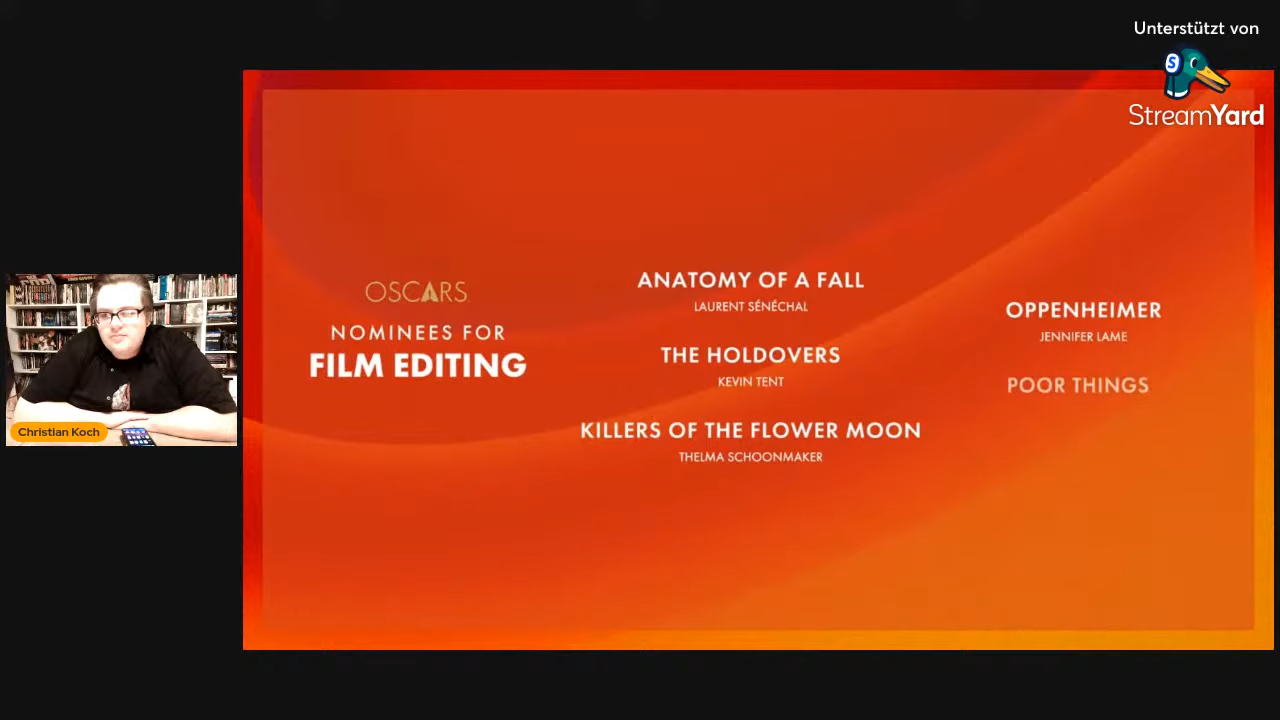 Unterstützt von
S
StreamYard
OSCARS
NOMINEES FOR
FILM EDITING
ANATOMY OF A FALL
LAURENT SÉNÉCHAL
THE HOLDOVERS
KEVIN TENT
KILLERS OF THE FLOWER MOON
THELMA SCHOONMAKER
OPPENHEIMER
JENNIFER LAME
POOR THINGS
Christian Koch